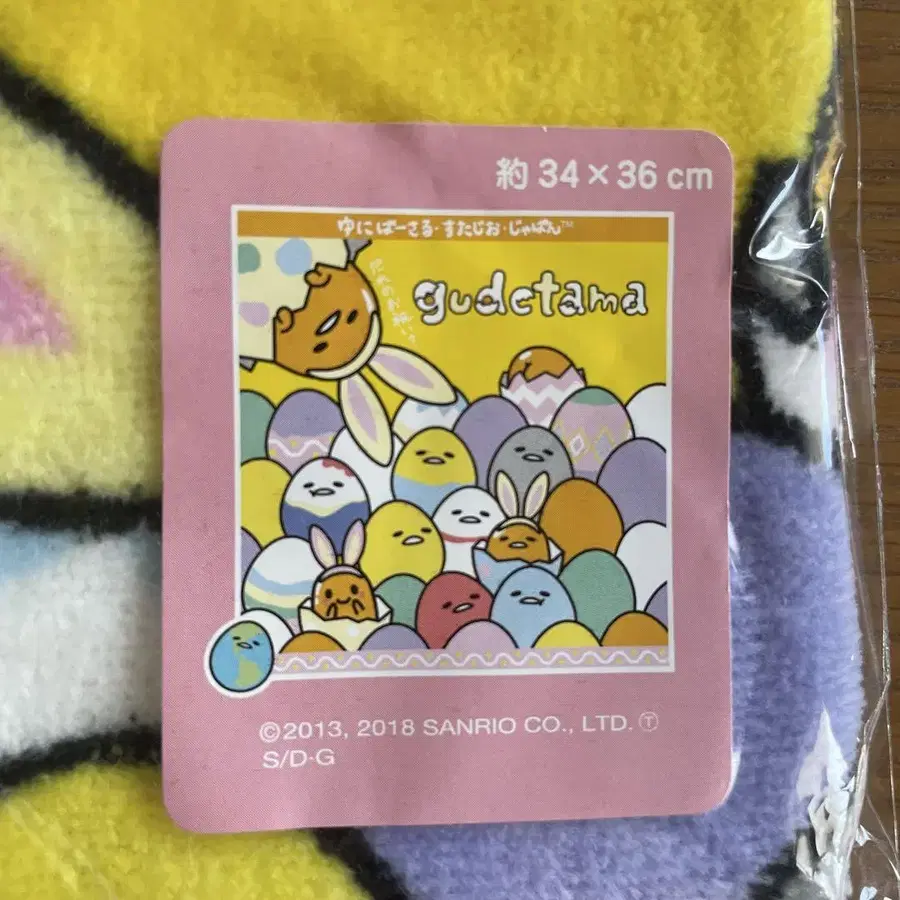 約 34 × 36 cm
ゆにばーさる・すたじお・じゃぱん™
gudetama
©2013, 2018 SANRIO CO., LTD. Ⓣ
S/D・G